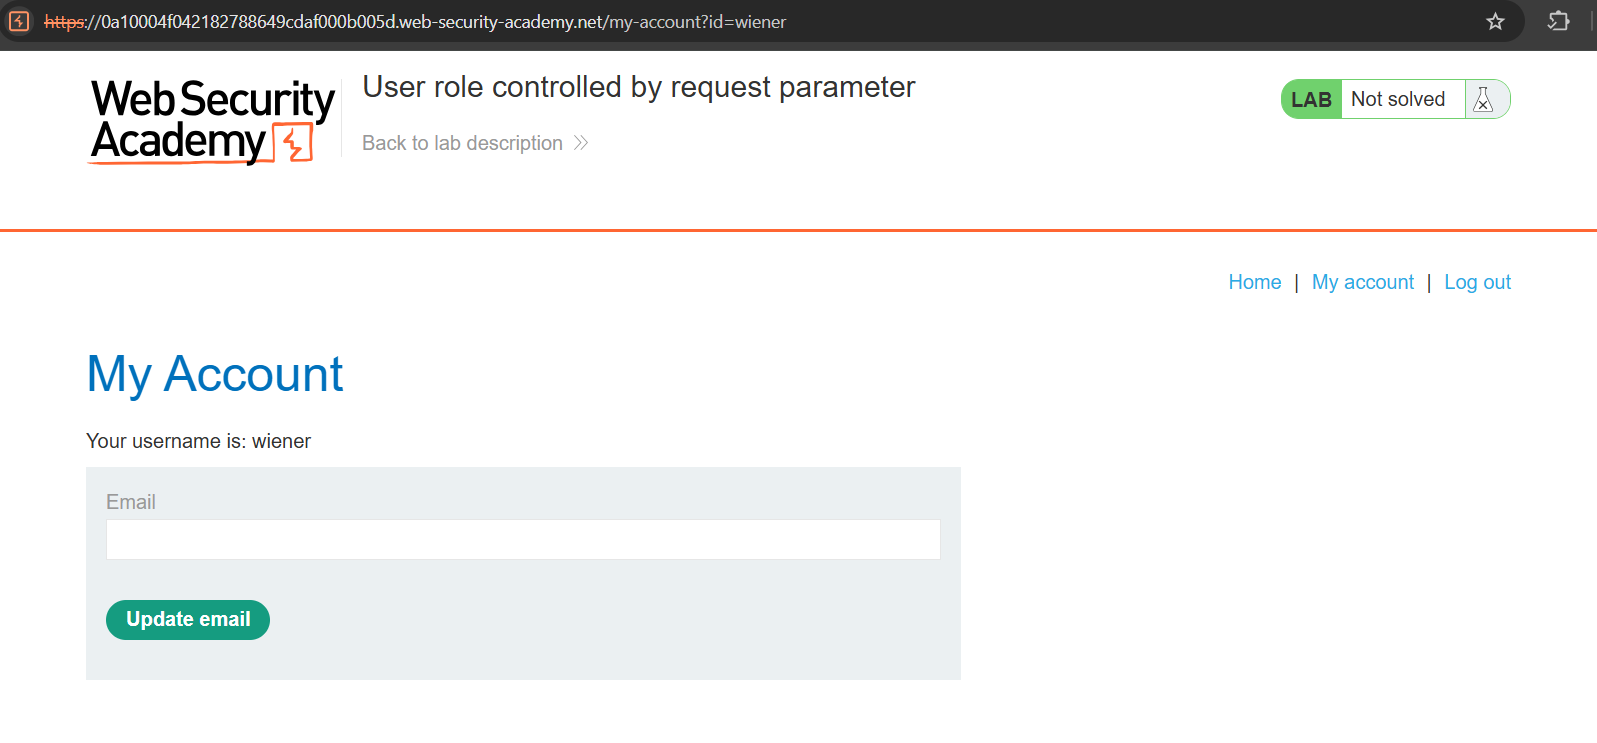 https://0a10004f042182788649cdaf000b005d.web-security-academy.net/my-account?id=wiener
Web Security
Academy
User role controlled by request parameter
Back to lab description
LAB Not solved
Home | My account | Log out
My Account
Your username is: wiener
Email
Update email